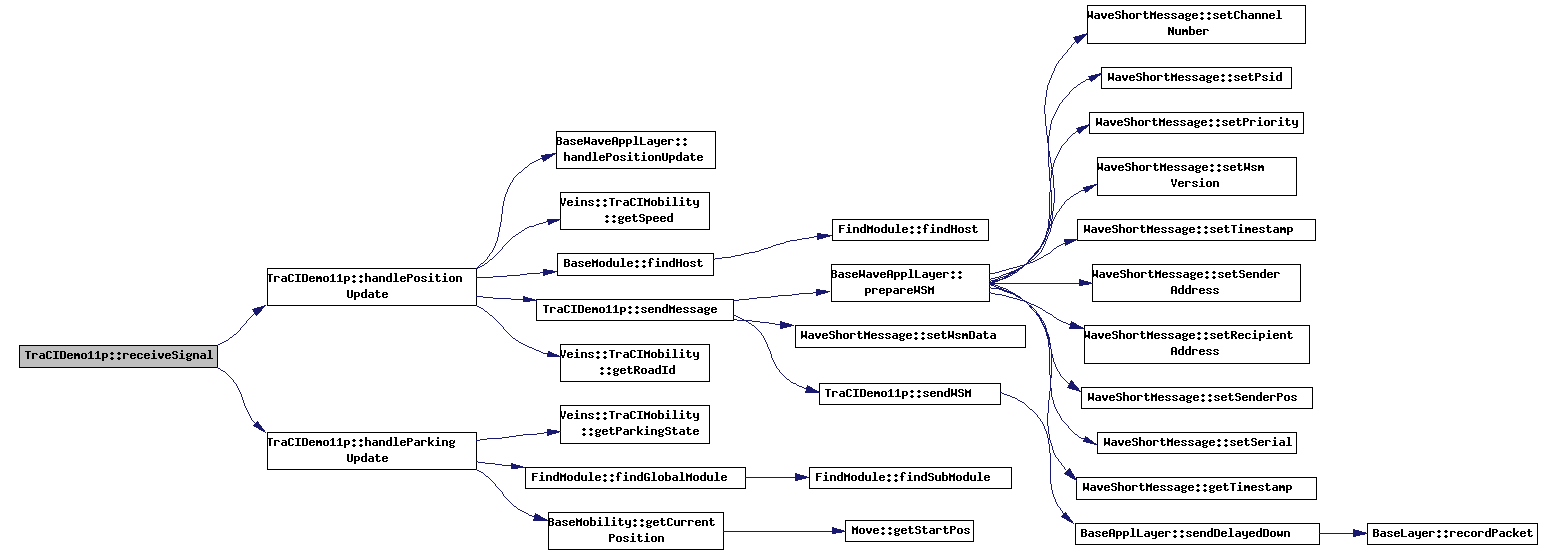 TraCIDemo11p::receiveSignal
TraCIDemo11p::handlePosition
Update
BaseWaveApplLayer::
handlePositionUpdate
Veins::TraCIMobility
::getSpeed
BaseModule::findHost
FindModule::findHost
TraCIDemo11p::sendMessage
BaseWaveApplLayer::
prepareWSM
WaveShortMessage::setChannel
Number
WaveShortMessage::setPsid
WaveShortMessage::setPriority
WaveShortMessage::setWsm
Version
WaveShortMessage::setTimestamp
WaveShortMessage::setSender
Address
WaveShortMessage::setRecipient
Address
WaveShortMessage::setSenderPos
WaveShortMessage::setSerial
WaveShortMessage::getTimestamp
WaveShortMessage::setWsmData
TraCIDemo11p::sendWSM
BaseApplLayer::sendDelayedDown
BaseLayer::recordPacket
Veins::TraCIMobility
::getRoadId
TraCIDemo11p::handleParking
Update
Veins::TraCIMobility
::getParkingState
FindModule::findGlobalModule
FindModule::findSubModule
BaseMobility::getCurrent
Position
Move::getStartPos